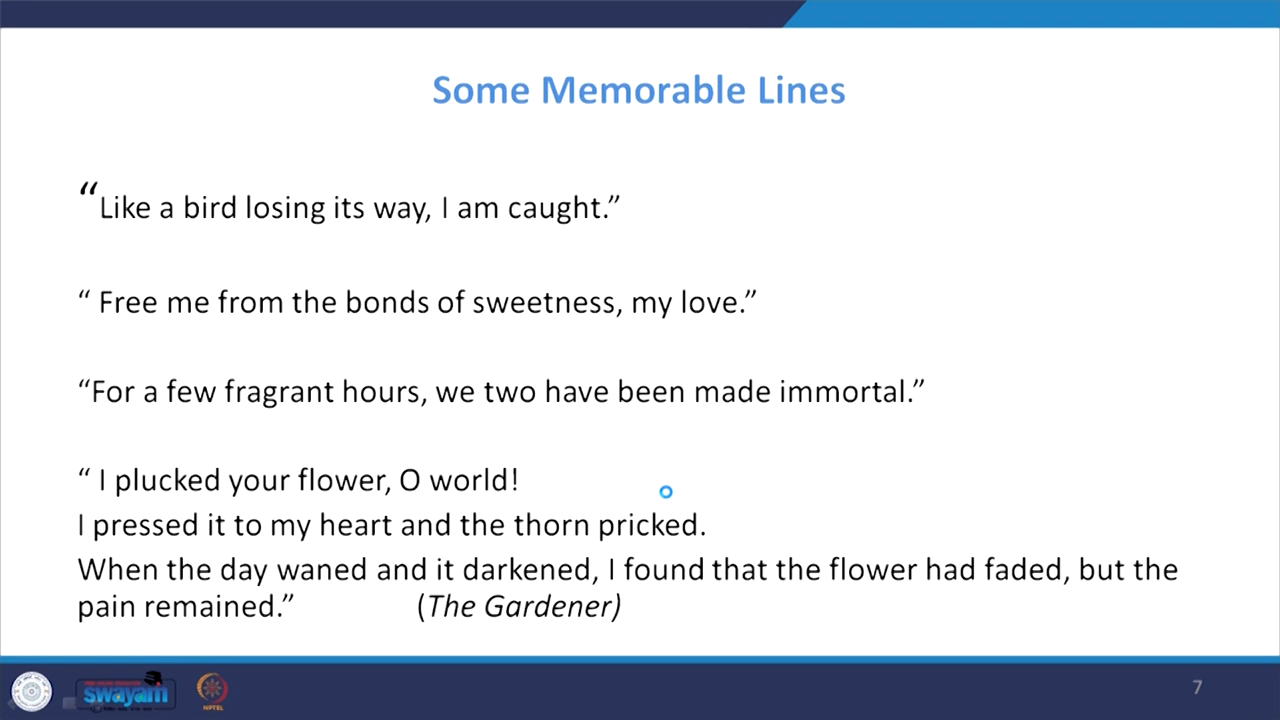 Some Memorable Lines
“Like a bird losing its way, I am caught.”
“ Free me from the bonds of sweetness, my love.”
“For a few fragrant hours, we two have been made immortal.”
“ I plucked your flower, O world!
I pressed it to my heart and the thorn pricked.
When the day waned and it darkened, I found that the flower had faded, but the
pain remained.” (The Gardener)
swayam
NPTEL
7